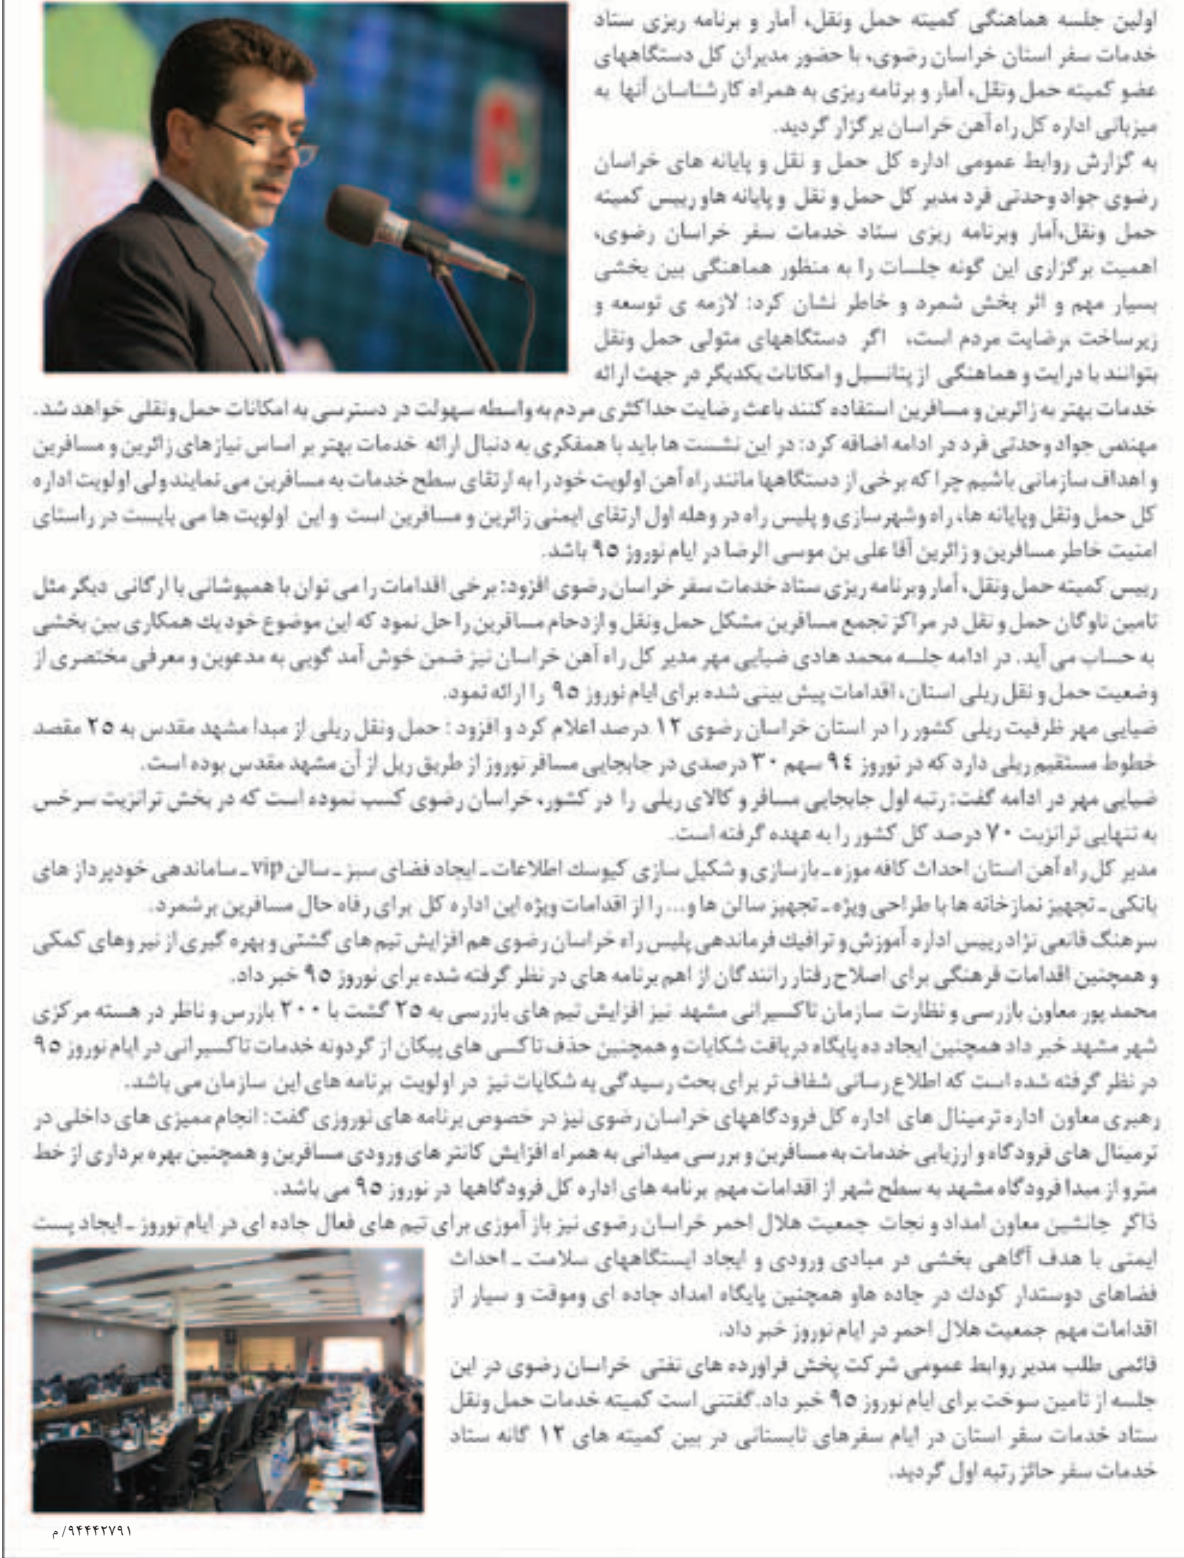 اولین جلسه هماهنگی کمیته حمل ونقل، آمار و برنامه ریزی ستاد
خدمات سفر استان خراسان رضوی، با حضور مدیران کل دستگاههای
عضو کمیته حمل ونقل، آمار و برنامه ریزی به همراه کارشناسان آنها به
میزبانی اداره کل راه آهن خراسان برگزار گردید.
به گزارش روابط عمومی اداره کل حمل و نقل و پایانه های خراسان
رضوی جواد وحدتی فرد مدیر کل حمل و نقل و پایانه هاو رییس کمیته
حمل ونقل،آمار وبرنامه ریزی ستاد خدمات سفر خراسان رضوی،
اهمیت برگزاری این گونه جلسات را به منظور هماهنگی بین بخشی
بسیار مهم و اثر بخش شمرد و خاطر نشان کرد: لازمه ی توسعه و
زیرساخت ،رضایت مردم است، اگر دستگاههای متولی حمل ونقل
بتوانند با درایت و هماهنگی از پتانسیل و امکانات یکدیگر در جهت ارائه
خدمات بهتر به زائرین و مسافرین استفاده کنند باعث رضایت حداکثری مردم به واسطه سهولت در دسترسی به امکانات حمل ونقلی خواهد شد.
مهندس جواد وحدتی فرد در ادامه اضافه کرد: در این نشست ها باید با همفکری به دنبال ارائه خدمات بهتر بر اساس نیازهای زائرین و مسافرین
و اهداف سازمانی باشیم چرا که برخی از دستگاهها مانند راه آهن اولویت خود را به ارتقای سطح خدمات به مسافرین می نمایند ولی اولویت اداره
کل حمل ونقل وپایانه ها، راه وشهرسازی و پلیس راه در وهله اول ارتقای ایمنی زائرین و مسافرین است و این اولویت ها می بایست در راستای
امنیت خاطر مسافرین و زائرین آقا علی بن موسی الرضا در ایام نوروز ۹۵ باشد.
رییس کمیته حمل ونقل، آمار وبرنامه ریزی ستاد خدمات سفر خراسان رضوی افزود: برخی اقدامات را می توان با همپوشانی با ارگانی دیگر مثل
تامین ناوگان حمل و نقل در مراکز تجمع مسافرین مشکل حمل ونقل و ازدحام مسافرین را حل نمود که این موضوع خود یك همکاری بین بخشی
به حساب می آید. در ادامه جلسه محمد هادی ضیایی مهر مدیر کل راه آهن خراسان نیز ضمن خوش آمد گویی به مدعوین و معرفی مختصری از
وضعیت حمل و نقل ریلی استان، اقدامات پیش بینی شده برای ایام نوروز ۹۵ را ارائه نمود.
ضیایی مهر ظرفیت ریلی کشور را در استان خراسان رضوی ۱۲ درصد اعلام کرد و افزود : حمل ونقل ریلی از مبدا مشهد مقدس به ۲۵ مقصد
خطوط مستقیم ریلی دارد که در نوروز ۹٤ سهم ۳۰ درصدی در جابجایی مسافر نوروز از طریق ریل از آن مشهد مقدس بوده است.
ضیایی مهر در ادامه گفت: رتبه اول جابجایی مسافر و کالای ریلی را در کشور، خراسان رضوی کسب نموده است که در بخش ترانزیت سرخس
به تنهایی ترانزیت ۷۰ درصد کل کشور را به عهده گرفته است.
مدیر کل راه آهن استان احداث کافه موزه ـ بازسازی و شکیل سازی کیوسك اطلاعات ـ ایجاد فضای سبز ـ سالن vip ـ ساماندهی خودپرداز های
بانکی ـ تجهیز نمازخانه ها با طراحی ویژه ـ تجهیز سالن ها و... را از اقدامات ویژه این اداره کل برای رفاه حال مسافرین برشمرد.
سرهنگ قانعی نژاد رییس اداره آموزش و ترافیك فرماندهی پلیس راه خراسان رضوی هم افزایش تیم های گشتی و بهره گیری از نیروهای کمکی
و همچنین اقدامات فرهنگی برای اصلاح رفتار رانندگان از اهم برنامه های در نظر گرفته شده برای نوروز ۹۵ خبر داد.
محمد پور معاون بازرسی و نظارت سازمان تاکسیرانی مشهد نیز افزایش تیم های بازرسی به ۲۵ گشت با ۲۰۰ بازرس و ناظر در هسته مرکزی
شهر مشهد خبر داد همچنین ایجاد ده پایگاه دریافت شکایات و همچنین حذف تاکسی های پیکان از گردونه خدمات تاکسیرانی در ایام نوروز ۹۵
در نظر گرفته شده است که اطلاع رسانی شفاف تر برای بحث رسیدگی به شکایات نیز در اولویت برنامه های این سازمان می باشد.
رهبری معاون اداره ترمینال های اداره کل فرودگاههای خراسان رضوی نیز در خصوص برنامه های نوروزی گفت: انجام ممیزی های داخلی در
ترمینال های فرودگاه و ارزیابی خدمات به مسافرین و بررسی میدانی به همراه افزایش کانتر های ورودی مسافرین و همچنین بهره برداری از خط
مترو از مبدا فرودگاه مشهد به سطح شهر از اقدامات مهم برنامه های اداره کل فرودگاهها در نوروز ۹۵ می باشد.
ذاکر جانشین معاون امداد و نجات جمعیت هلال احمر خراسان رضوی نیز باز آموزی برای تیم های فعال جاده ای در ایام نوروز ـ ایجاد پست
ایمنی با هدف آگاهی بخشی در مبادی ورودی و ایجاد ایستگاههای سلامت ـ احداث
فضاهای دوستدار کودك در جاده هاو همچنین پایگاه امداد جاده ای وموقت و سیار از
اقدامات مهم جمعیت هلال احمر در ایام نوروز خبر داد.
قائمی طلب مدیر روابط عمومی شرکت پخش فراورده های نفتی خراسان رضوی در این
جلسه از تامین سوخت برای ایام نوروز ۹۵ خبر داد.گفتنی است کمیته خدمات حمل ونقل
ستاد خدمات سفر استان در ایام سفرهای تابستانی در بین کمیته های ۱۲ گانه ستاد
خدمات سفر حائز رتبه اول گردید.
۹۴۴۴۲۷۹۱/ م